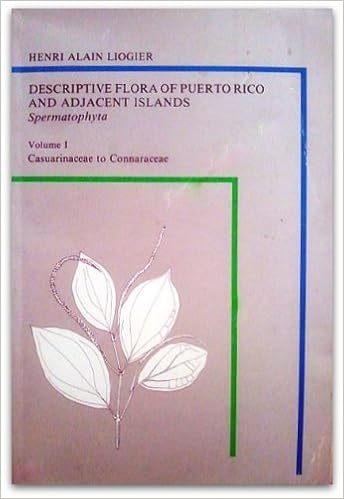 HENRI ALAIN LIOGIER
DESCRIPTIVE FLORA OF PUERTO RICO
AND ADJACENT ISLANDS
Spermatophyta
Volume I
Casuarinaceae to Connaraceae